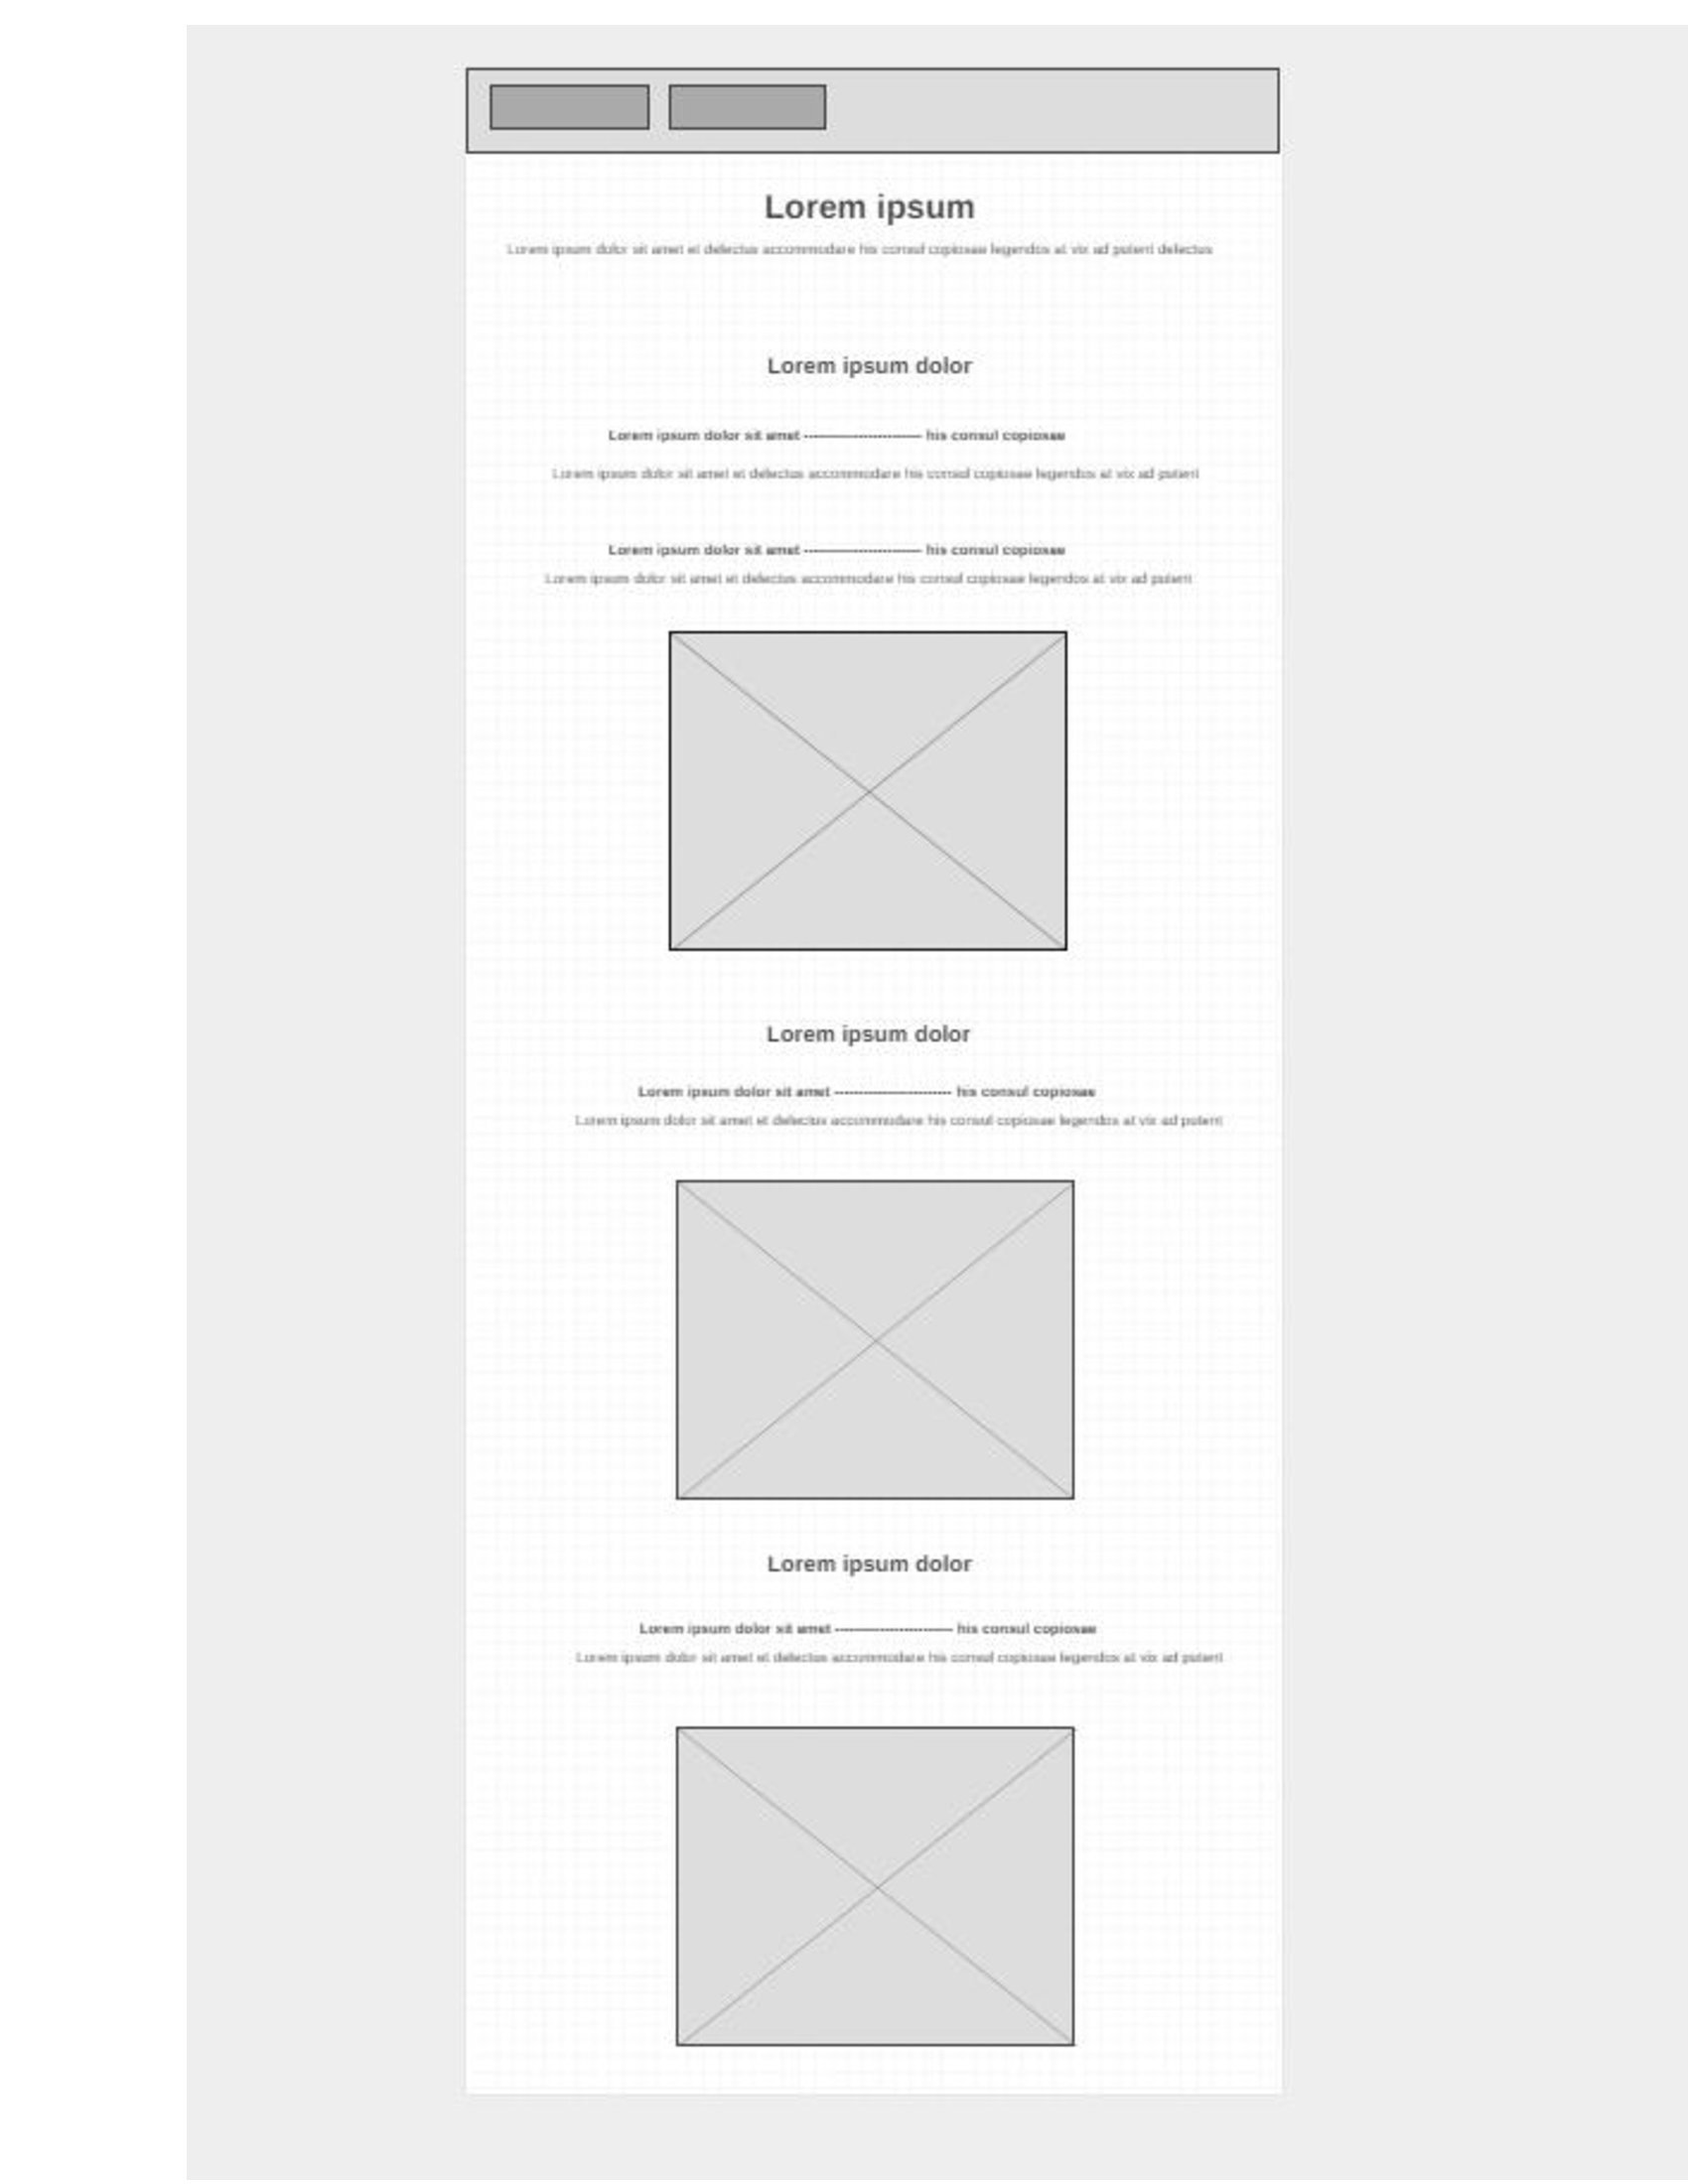 Lorem ipsum
Lorem ipsum dolor sit amet et delectus accommodare his consul copiosae legendos at vix ad putent delectus
Lorem ipsum dolor
Lorem ipsum dolor sit amet ------------------------ his consul copiosae
Lorem ipsum dolor sit amet et delectus accommodare his consul copiosae legendos at vix ad putent
Lorem ipsum dolor sit amet ------------------------ his consul copiosae
Lorem ipsum dolor sit amet et delectus accommodare his consul copiosae legendos at vix ad putent
Lorem ipsum dolor
Lorem ipsum dolor sit amet ------------------------ his consul copiosae
Lorem ipsum dolor sit amet et delectus accommodare his consul copiosae legendos at vix ad putent
Lorem ipsum dolor
Lorem ipsum dolor sit amet ------------------------ his consul copiosae
Lorem ipsum dolor sit amet et delectus accommodare his consul copiosae legendos at vix ad putent